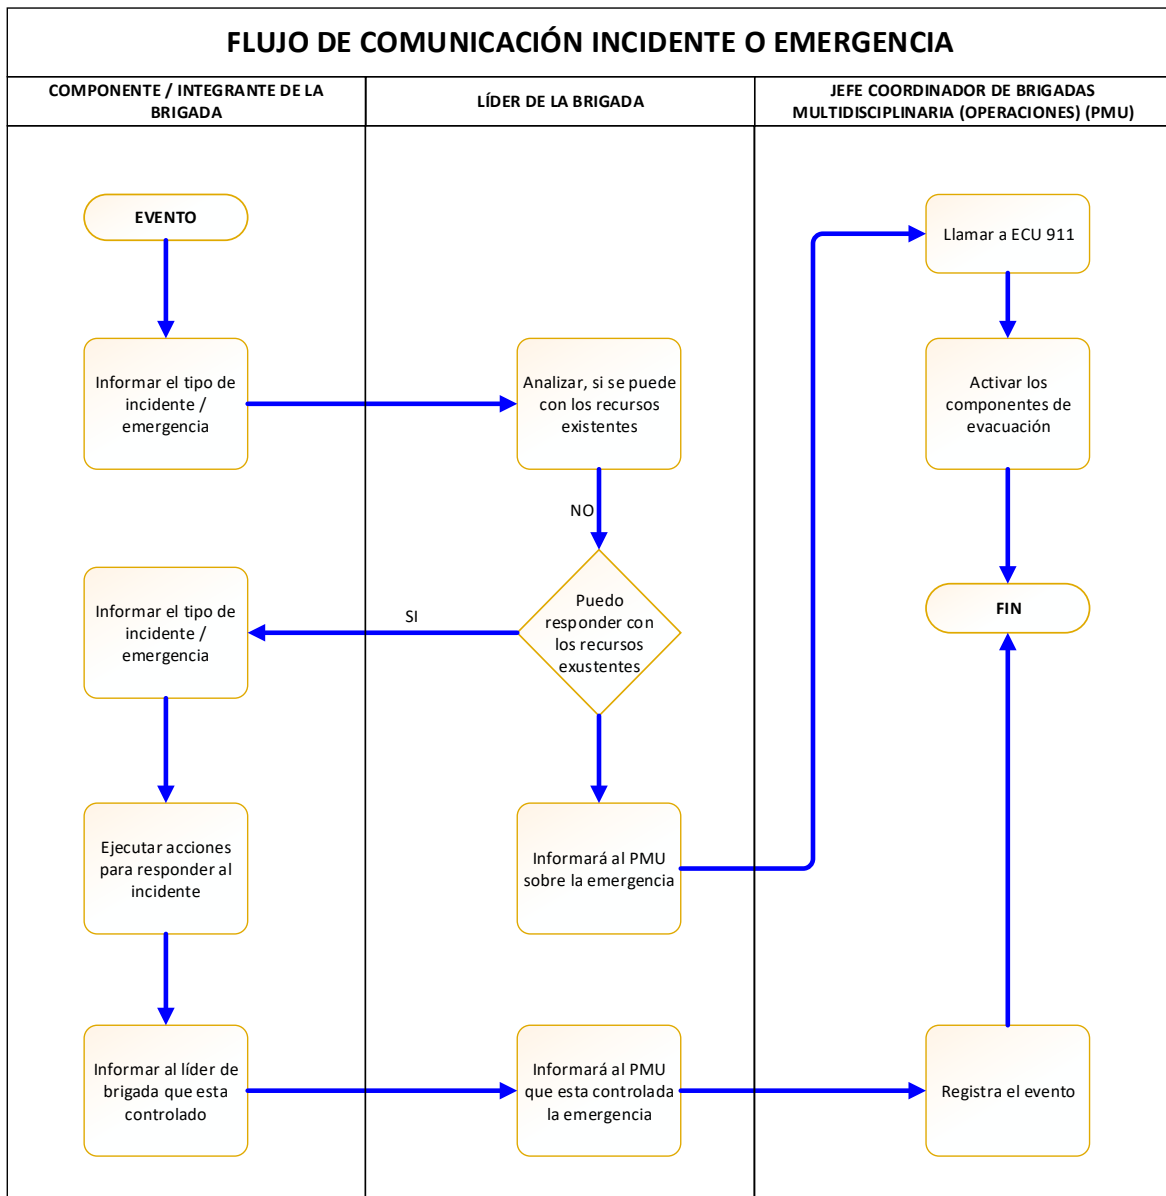 FLUJO DE COMUNICACIÓN INCIDENTE O EMERGENCIA
COMPONENTE / INTEGRANTE DE LA
BRIGADA
LÍDER DE LA BRIGADA
JEFE COORDINADOR DE BRIGADAS
MULTIDISCIPLINARIA (OPERACIONES) (PMU)
EVENTO
Llamar a ECU 911
Informar el tipo de
incidente /
emergencia
Analizar, si se puede
con los recursos
existentes
Activar los
componentes de
evacuación
NO
Informar el tipo de
incidente /
emergencia
SI
Puedo
responder con
los recursos
exustentes
FIN
Ejecutar acciones
para responder al
incidente
Informará al PMU
sobre la emergencia
Informar al líder de
brigada que esta
controlado
Informará al PMU
que esta controlada
la emergencia
Registra el evento